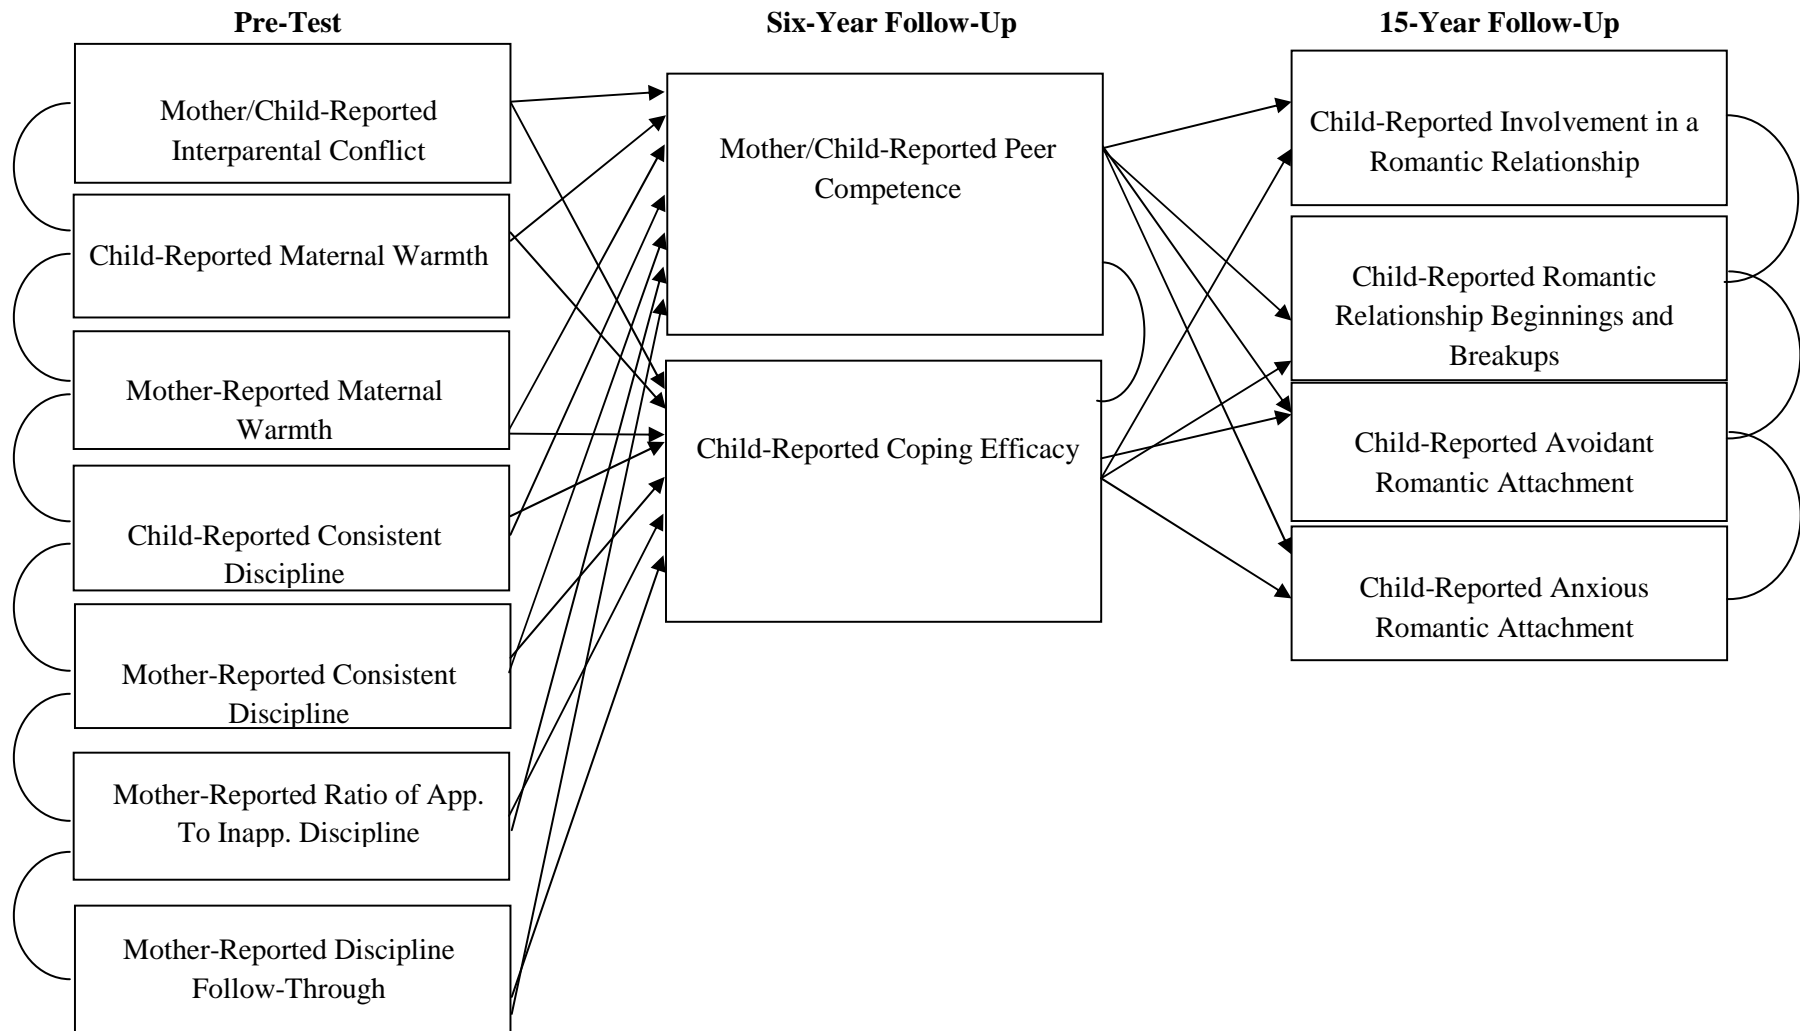 Pre-Test
Six-Year Follow-Up
15-Year Follow-Up
Mother/Child-Reported
Interparental Conflict
Child-Reported Maternal Warmth
Mother-Reported Maternal
Warmth
Child-Reported Consistent
Discipline
Mother-Reported Consistent
Discipline
Mother-Reported Ratio of App.
To Inapp. Discipline
Mother-Reported Discipline
Follow-Through
Mother/Child-Reported Peer
Competence
Child-Reported Coping Efficacy
Child-Reported Involvement in a
Romantic Relationship
Child-Reported Romantic
Relationship Beginnings and
Breakups
Child-Reported Avoidant
Romantic Attachment
Child-Reported Anxious
Romantic Attachment